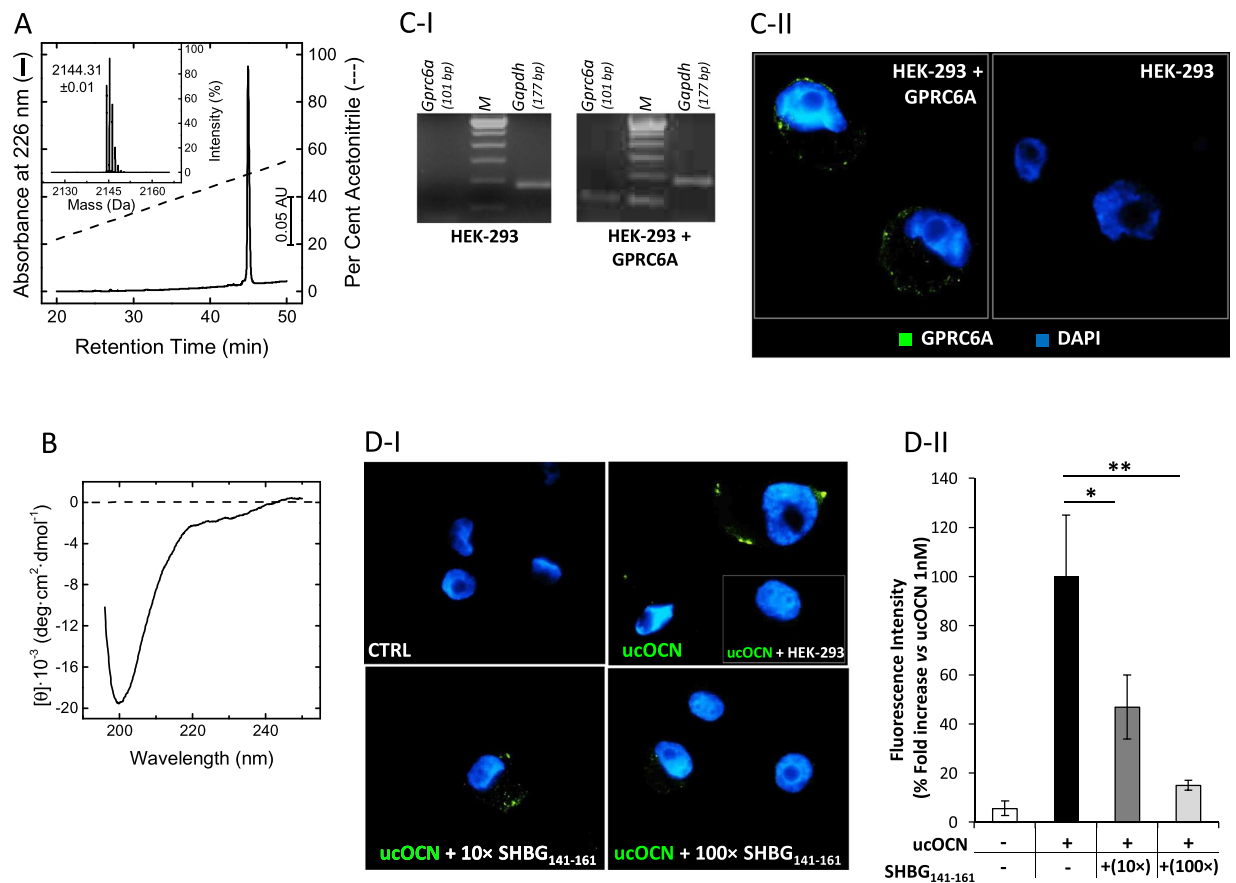 A
Absorbance at 226 nm (━)
Per Cent Acetonitrile (---)
100
80
60
40
20
0
0.05 AU
20 30 40 50
Retention Time (min)
2144.31
±0.01
100
80
60
40
20
0
Intensity (%)
2130 2145 2160
Mass (Da)
C-I
Gprc6a
(101 bp)
M
Gapdh
(177 bp)
HEK-293
Gprc6a
(101 bp)
M
Gapdh
(177 bp)
HEK-293 +
GPRC6A
C-II
HEK-293 +
GPRC6A
HEK-293
GPRC6A
DAPI
B
[θ]·10⁻³ (deg·cm²·dmol⁻¹)
0
-4
-8
-12
-16
-20
200 220 240
Wavelength (nm)
D-I
CTRL
ucOCN
ucOCN + HEK-293
ucOCN + 10× SHBG₁₄₁₋₁₆₁
ucOCN + 100× SHBG₁₄₁₋₁₆₁
D-II
Fluorescence Intensity
(% Fold increase vs ucOCN 1nM)
140
120
100
80
60
40
20
0
**
*
ucOCN - + + +
SHBG₁₄₁₋₁₆₁ - - +(10×) +(100×)